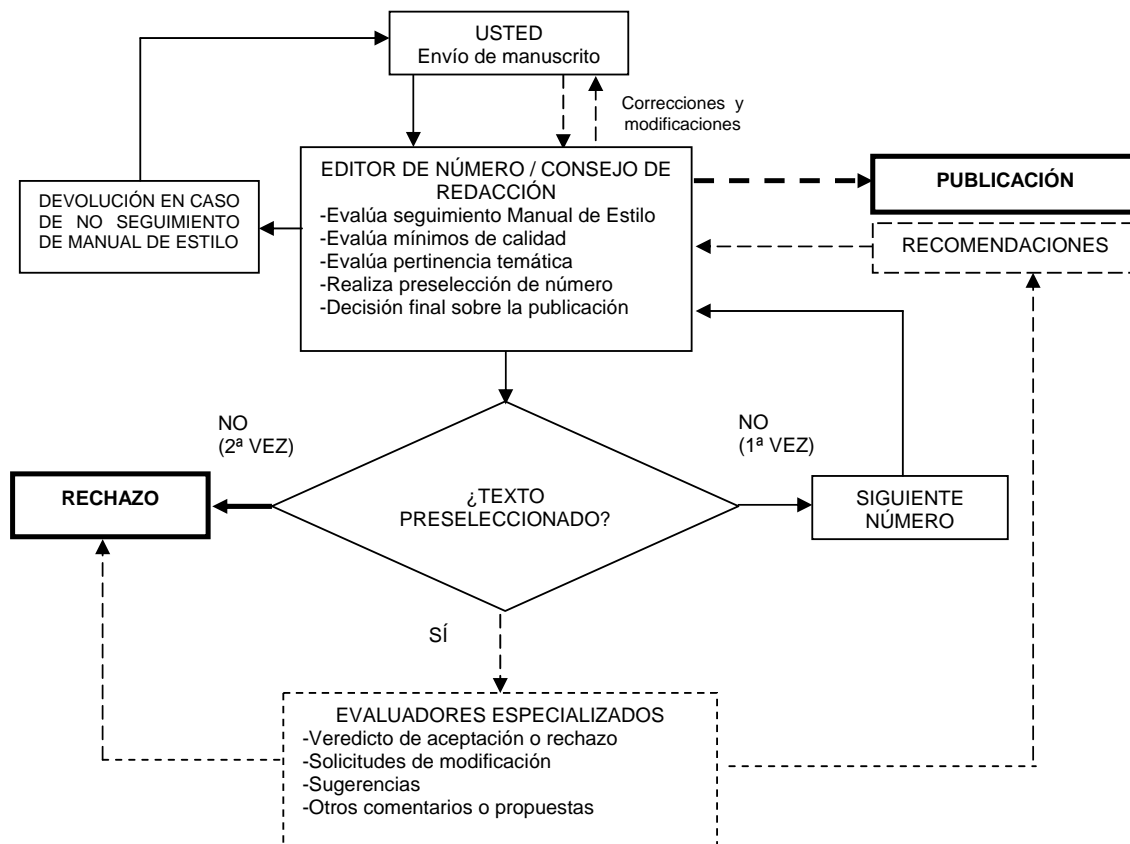 USTED
Envío de manuscrito
Correcciones y
modificaciones
EDITOR DE NÚMERO / CONSEJO DE
REDACCIÓN
-Evalúa seguimiento Manual de Estilo
-Evalúa mínimos de calidad
-Evalúa pertinencia temática
-Realiza preselección de número
-Decisión final sobre la publicación
PUBLICACIÓN
RECOMENDACIONES
DEVOLUCIÓN EN CASO
DE NO SEGUIMIENTO
DE MANUAL DE ESTILO
NO
(2ª VEZ)
NO
(1ª VEZ)
RECHAZO
¿TEXTO
PRESELECCIONADO?
SIGUIENTE
NÚMERO
SÍ
EVALUADORES ESPECIALIZADOS
-Veredicto de aceptación o rechazo
-Solicitudes de modificación
-Sugerencias
-Otros comentarios o propuestas